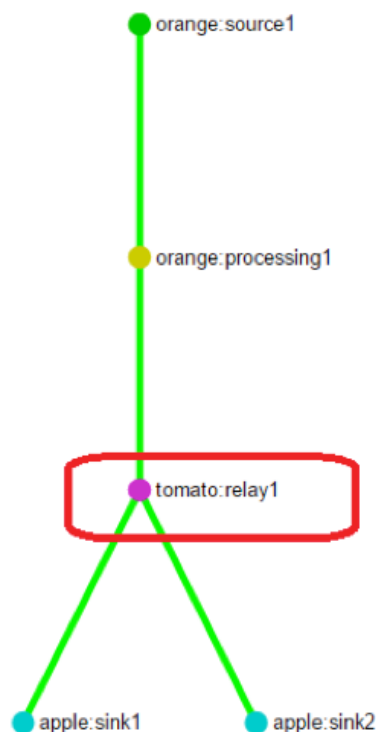 orange:source1
orange:processing1
tomato:relay1
apple:sink1
apple:sink2